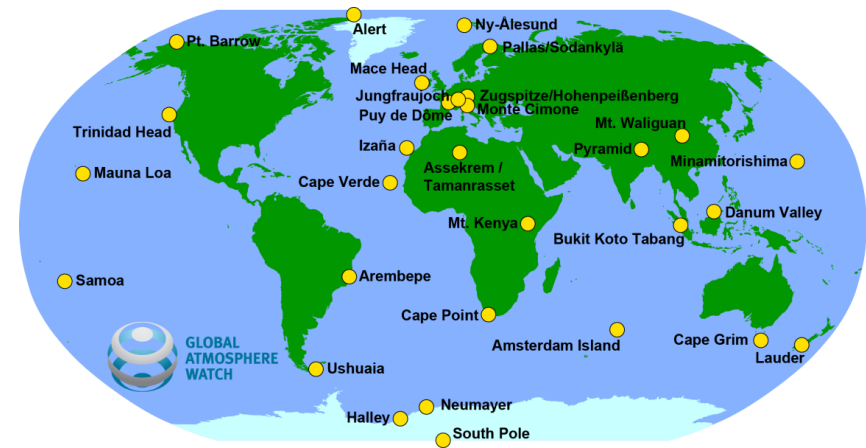 Alert
Ny-Ålesund
Pt. Barrow
Pallas/Sodankylä
Mace Head
Jungfraujoch
Zugspitze/Hohenpeißenberg
Puy de Dôme
Monte Cimone
Trinidad Head
Mt. Waliguan
Izaña
Pyramid
Minamitorishima
Assekrem /
Tamanrasset
Mauna Loa
Cape Verde
Danum Valley
Mt. Kenya
Bukit Koto Tabang
Samoa
Arembepe
Cape Point
Amsterdam Island
Cape Grim
Lauder
GLOBAL
ATMOSPHERE
WATCH
Ushuaia
Neumayer
Halley
South Pole